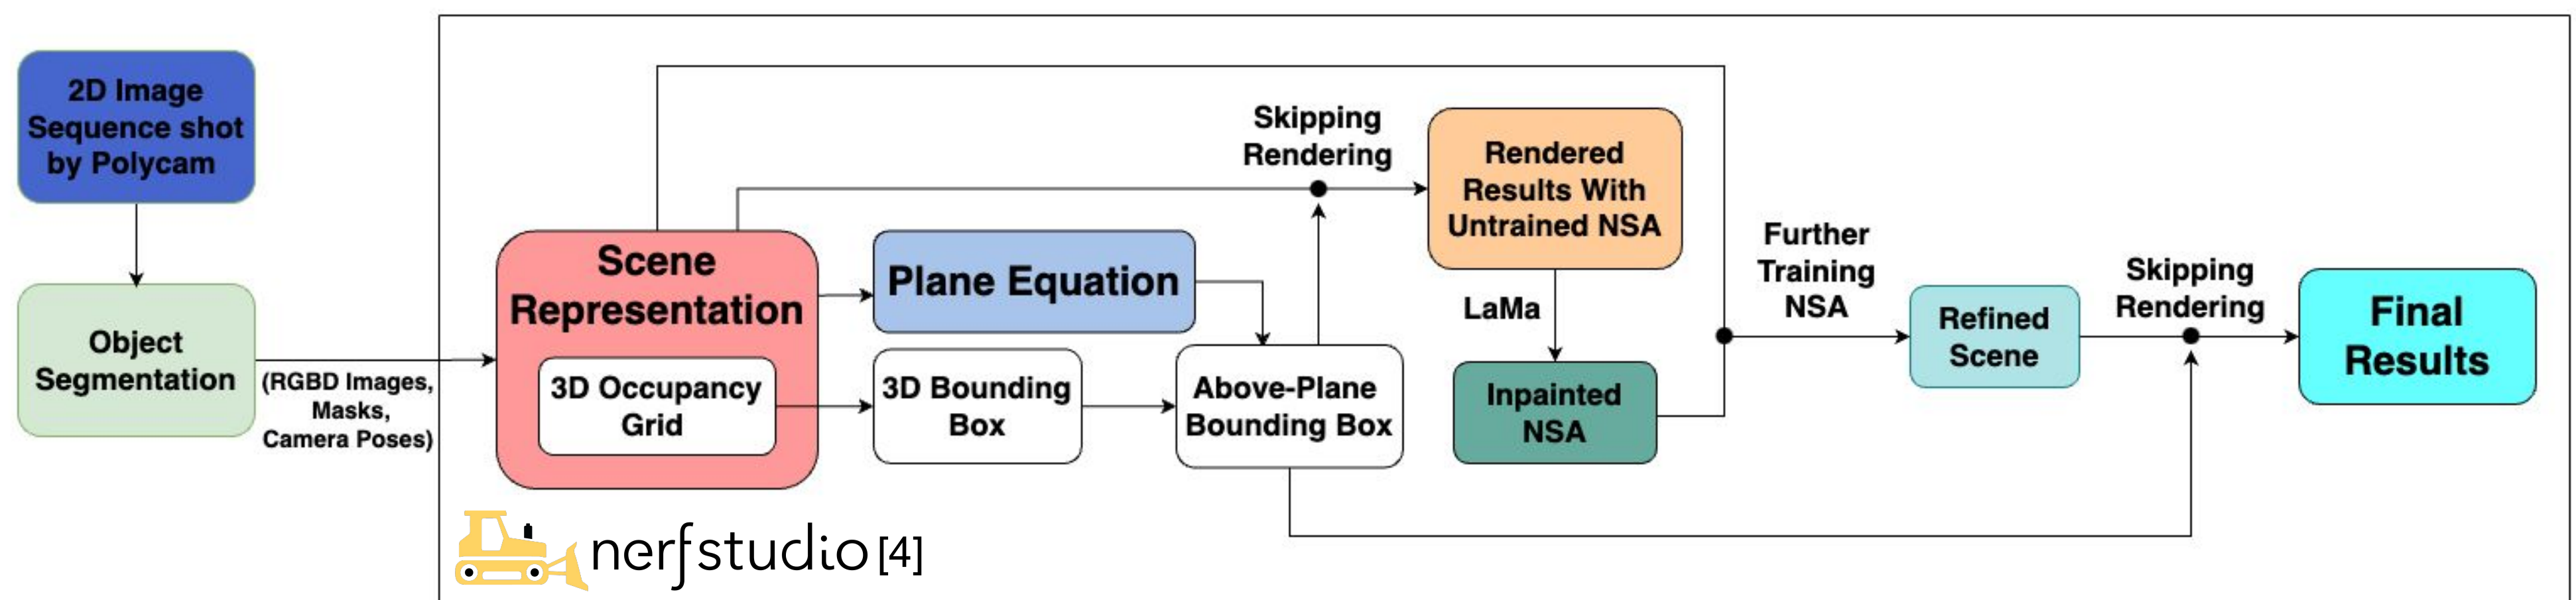 2D Image
Sequence shot
by Polycam
Object
Segmentation
(RGBD Images,
Masks,
Camera Poses)
Scene
Representation
3D Occupancy
Grid
Plane Equation
3D Bounding
Box
Above-Plane
Bounding Box
Skipping
Rendering
Rendered
Results With
Untrained NSA
LaMa
Inpainted
NSA
Further
Training
NSA
Refined
Scene
Skipping
Rendering
Final
Results
nerfstudio [4]